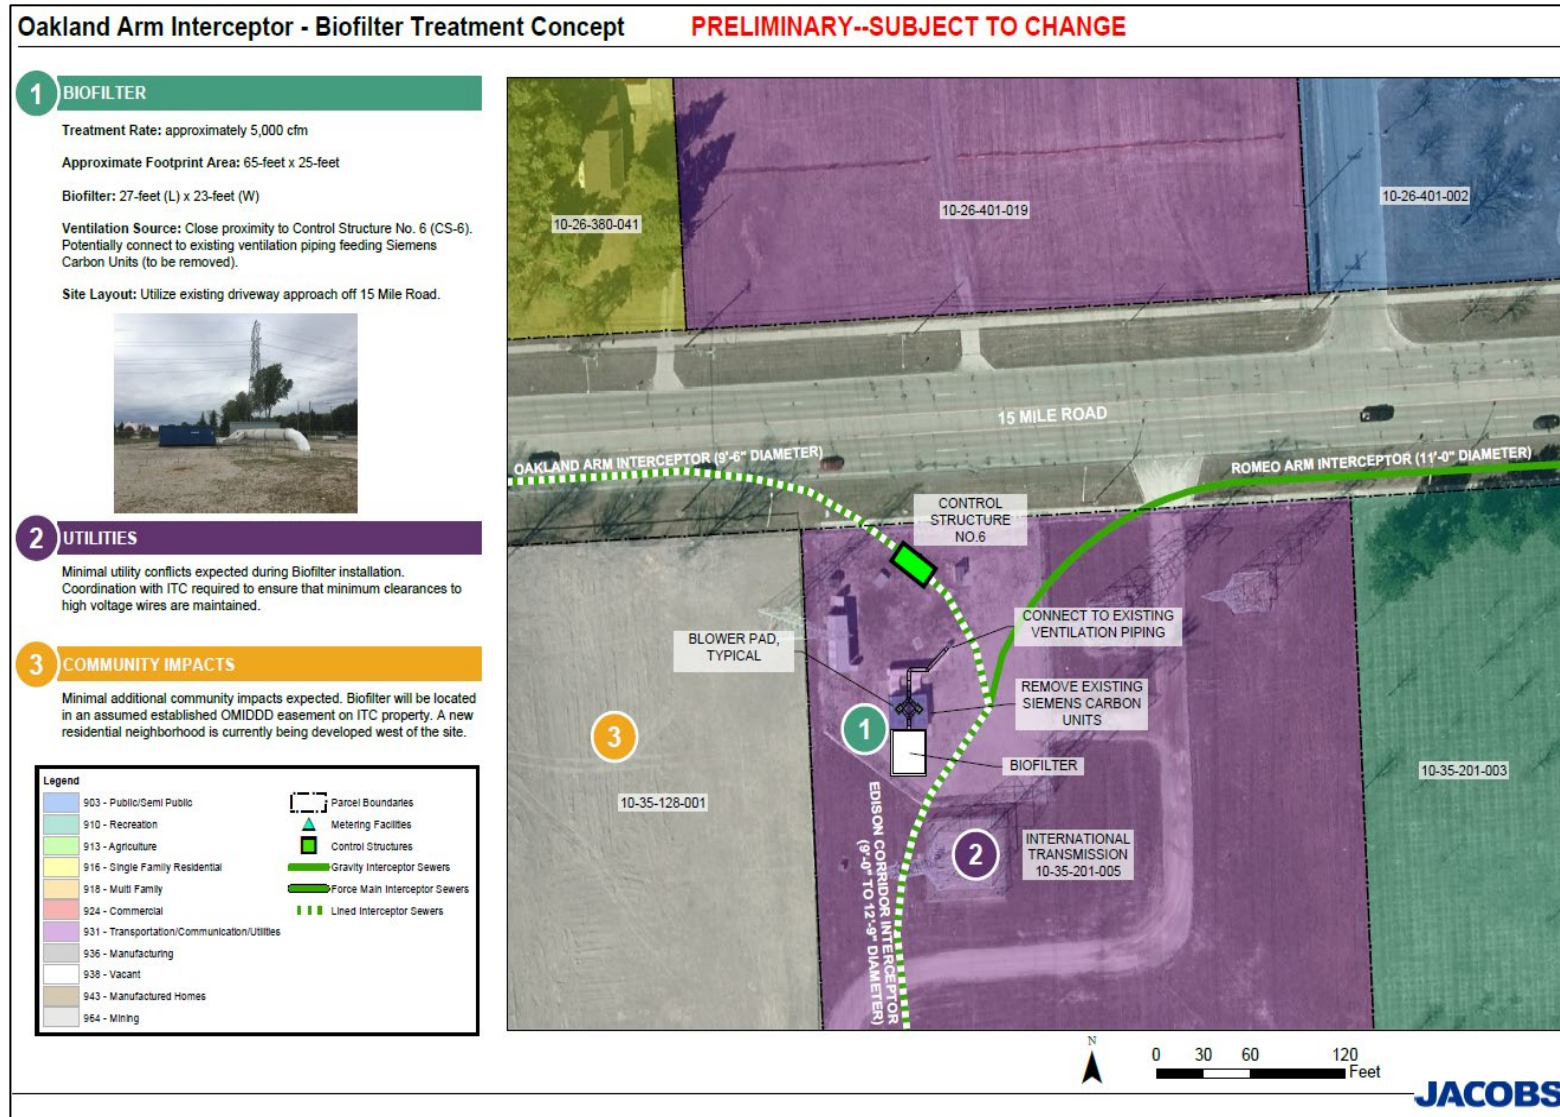 Oakland Arm Interceptor - Biofilter Treatment Concept
PRELIMINARY--SUBJECT TO CHANGE
1
BIOFILTER
Treatment Rate: approximately 5,000 cfm
Approximate Footprint Area: 65-feet x 25-feet
Biofilter: 27-feet (L) x 23-feet (W)
Ventilation Source: Close proximity to Control Structure No. 6 (CS-6).
Potentially connect to existing ventilation piping feeding Siemens
Carbon Units (to be removed).
Site Layout: Utilize existing driveway approach off 15 Mile Road.
2
UTILITIES
Minimal utility conflicts expected during Biofilter installation.
Coordination with ITC required to ensure that minimum clearances to
high voltage wires are maintained.
3
COMMUNITY IMPACTS
Minimal additional community impacts expected. Biofilter will be located
in an assumed established OMIDDD easement on ITC property. A new
residential neighborhood is currently being developed west of the site.
Legend
903 - Public/Semi Public
910 - Recreation
913 - Agriculture
916 - Single Family Residential
918 - Multi Family
924 - Commercial
931 - Transportation/Communication/Utilities
936 - Manufacturing
938 - Vacant
943 - Manufactured Homes
964 - Mining
Parcel Boundaries
Metering Facilities
Control Structures
Gravity Interceptor Sewers
Force Main Interceptor Sewers
Lined Interceptor Sewers
10-26-380-041
10-26-401-019
10-26-401-002
15 MILE ROAD
OAKLAND ARM INTERCEPTOR (9'-6" DIAMETER)
ROMEO ARM INTERCEPTOR (11'-0" DIAMETER)
CONTROL
STRUCTURE
NO.6
CONNECT TO EXISTING
VENTILATION PIPING
BLOWER PAD,
TYPICAL
REMOVE EXISTING
SIEMENS CARBON
UNITS
1
3
BIOFILTER
10-35-128-001
10-35-201-003
EDISON CORRIDOR INTERCEPTOR
(9'-0" TO 12'-9" DIAMETER)
2
INTERNATIONAL
TRANSMISSION
10-35-201-005
N
0 30 60 120
Feet
JACOBS